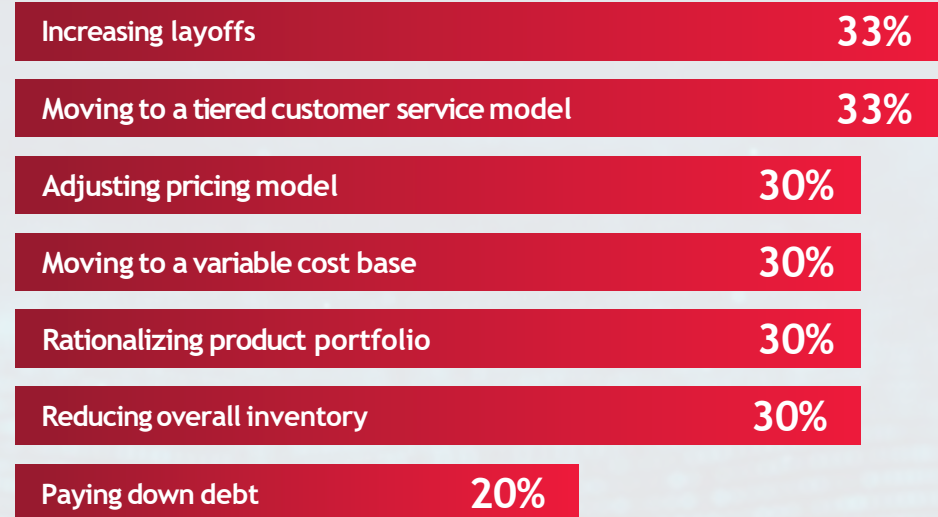 Increasing layoffs 33%
Moving to a tiered customer service model 33%
Adjusting pricing model 30%
Moving to a variable cost base 30%
Rationalizing product portfolio 30%
Reducing overall inventory 30%
Paying down debt 20%